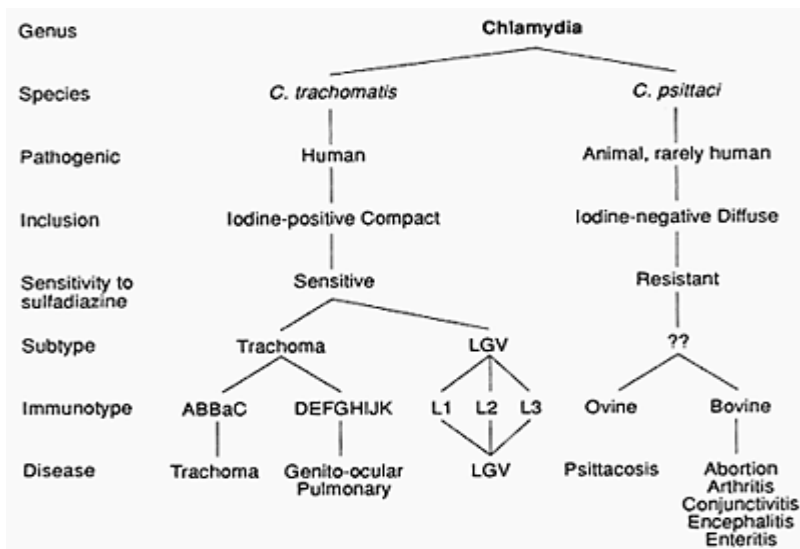 Genus Chlamydia
Species C. trachomatis C. psittaci
Pathogenic Human Animal, rarely human
Inclusion Iodine-positive Compact Iodine-negative Diffuse
Sensitivity to Sensitive Resistant
sulfadiazine
Subtype Trachoma LGV ??
Immunotype ABBaC DEFGHIJK L1 L2 L3 Ovine Bovine
Disease Trachoma Genito-ocular LGV Psittacosis Abortion
Pulmonary Arthritis
Conjunctivitis
Encephalitis
Enteritis